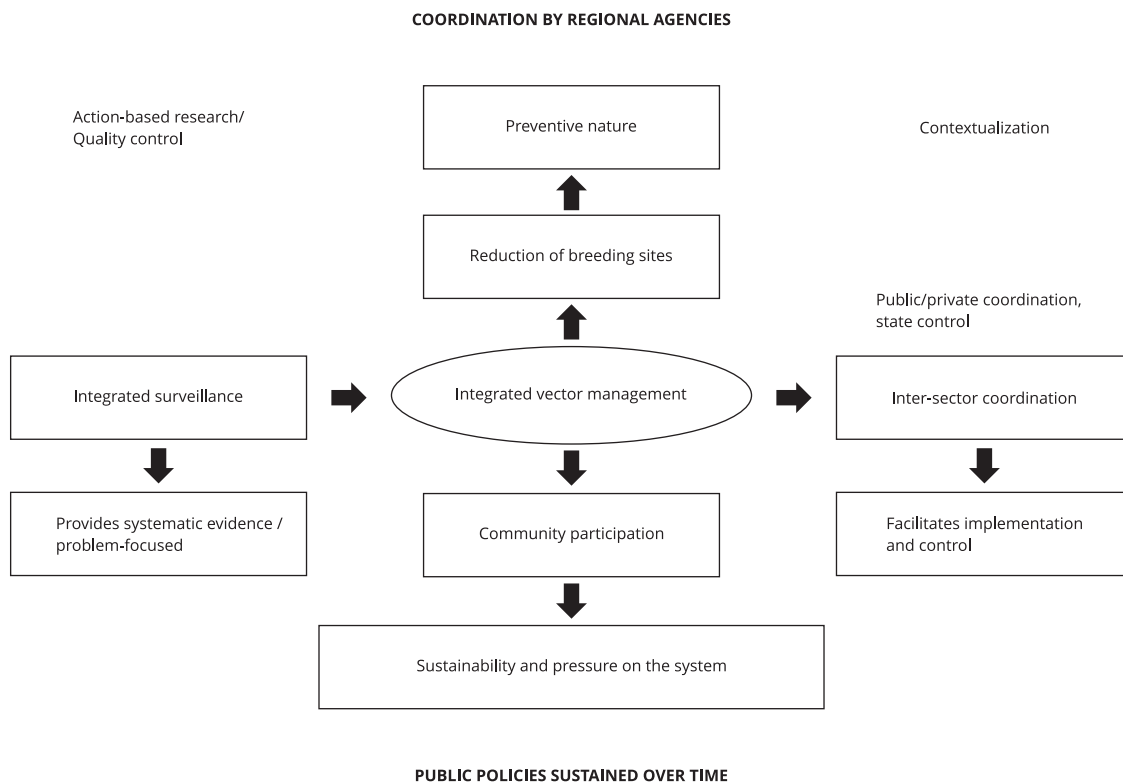 COORDINATION BY REGIONAL AGENCIES
Action-based research/
Quality control
Preventive nature
Contextualization
Reduction of breeding sites
Public/private coordination,
state control
Integrated surveillance
Integrated vector management
Inter-sector coordination
Provides systematic evidence /
problem-focused
Community participation
Facilitates implementation
and control
Sustainability and pressure on the system
PUBLIC POLICIES SUSTAINED OVER TIME